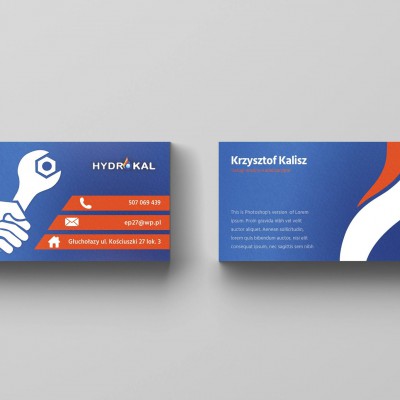 HYDROKAL
507 069 439
ep27@wp.pl
Głuchołazy ul. Kościuszki 27 lok. 3
Krzysztof Kalisz
This is Photoshop's version of Lorem
Ipsum. Proin gravida nibh vel velit
auctor aliquet. Aenean sollicitudin,
lorem quis bibendum auctor, nisi elit
consequat ipsum, nec sagittis sem nibh